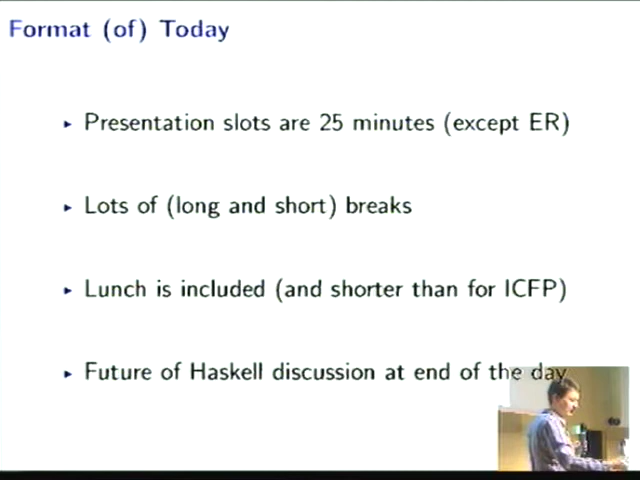 Format (of) Today
Presentation slots are 25 minutes (except ER)
Lots of (long and short) breaks
Lunch is included (and shorter than for ICFP)
Future of Haskell discussion at end of the day